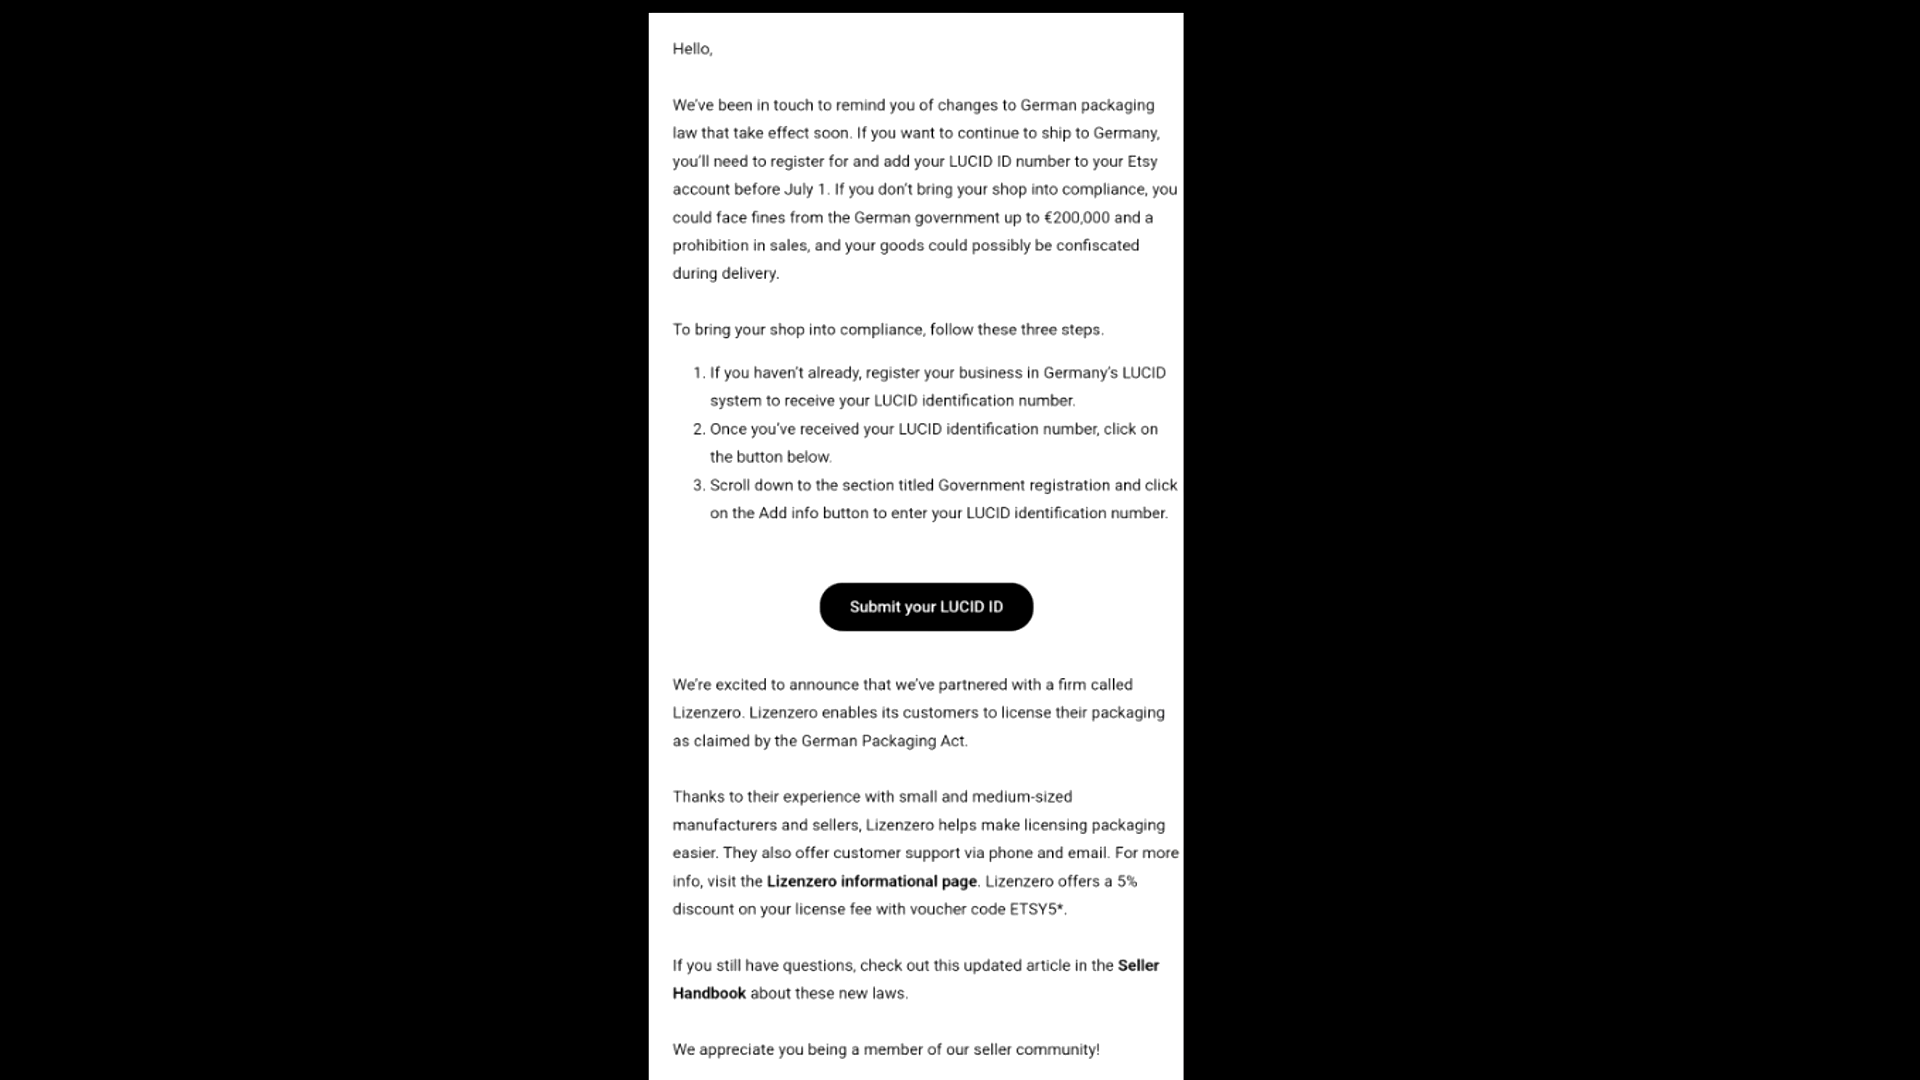 Hello,
We've been in touch to remind you of changes to German packaging
law that take effect soon. If you want to continue to ship to Germany,
you'll need to register for and add your LUCID ID number to your Etsy
account before July 1. If you don't bring your shop into compliance, you
could face fines from the German government up to €200,000 and a
prohibition in sales, and your goods could possibly be confiscated
during delivery.
To bring your shop into compliance, follow these three steps.
1. If you haven't already, register your business in Germany's LUCID
system to receive your LUCID identification number.
2. Once you've received your LUCID identification number, click on
the button below.
3. Scroll down to the section titled Government registration and click
on the Add info button to enter your LUCID identification number.
Submit your LUCID ID
We're excited to announce that we've partnered with a firm called
Lizenzero. Lizenzero enables its customers to license their packaging
as claimed by the German Packaging Act.
Thanks to their experience with small and medium-sized
manufacturers and sellers, Lizenzero helps make licensing packaging
easier. They also offer customer support via phone and email. For more
info, visit the Lizenzero informational page. Lizenzero offers a 5%
discount on your license fee with voucher code ETSY5*.
If you still have questions, check out this updated article in the Seller
Handbook about these new laws.
We appreciate you being a member of our seller community!